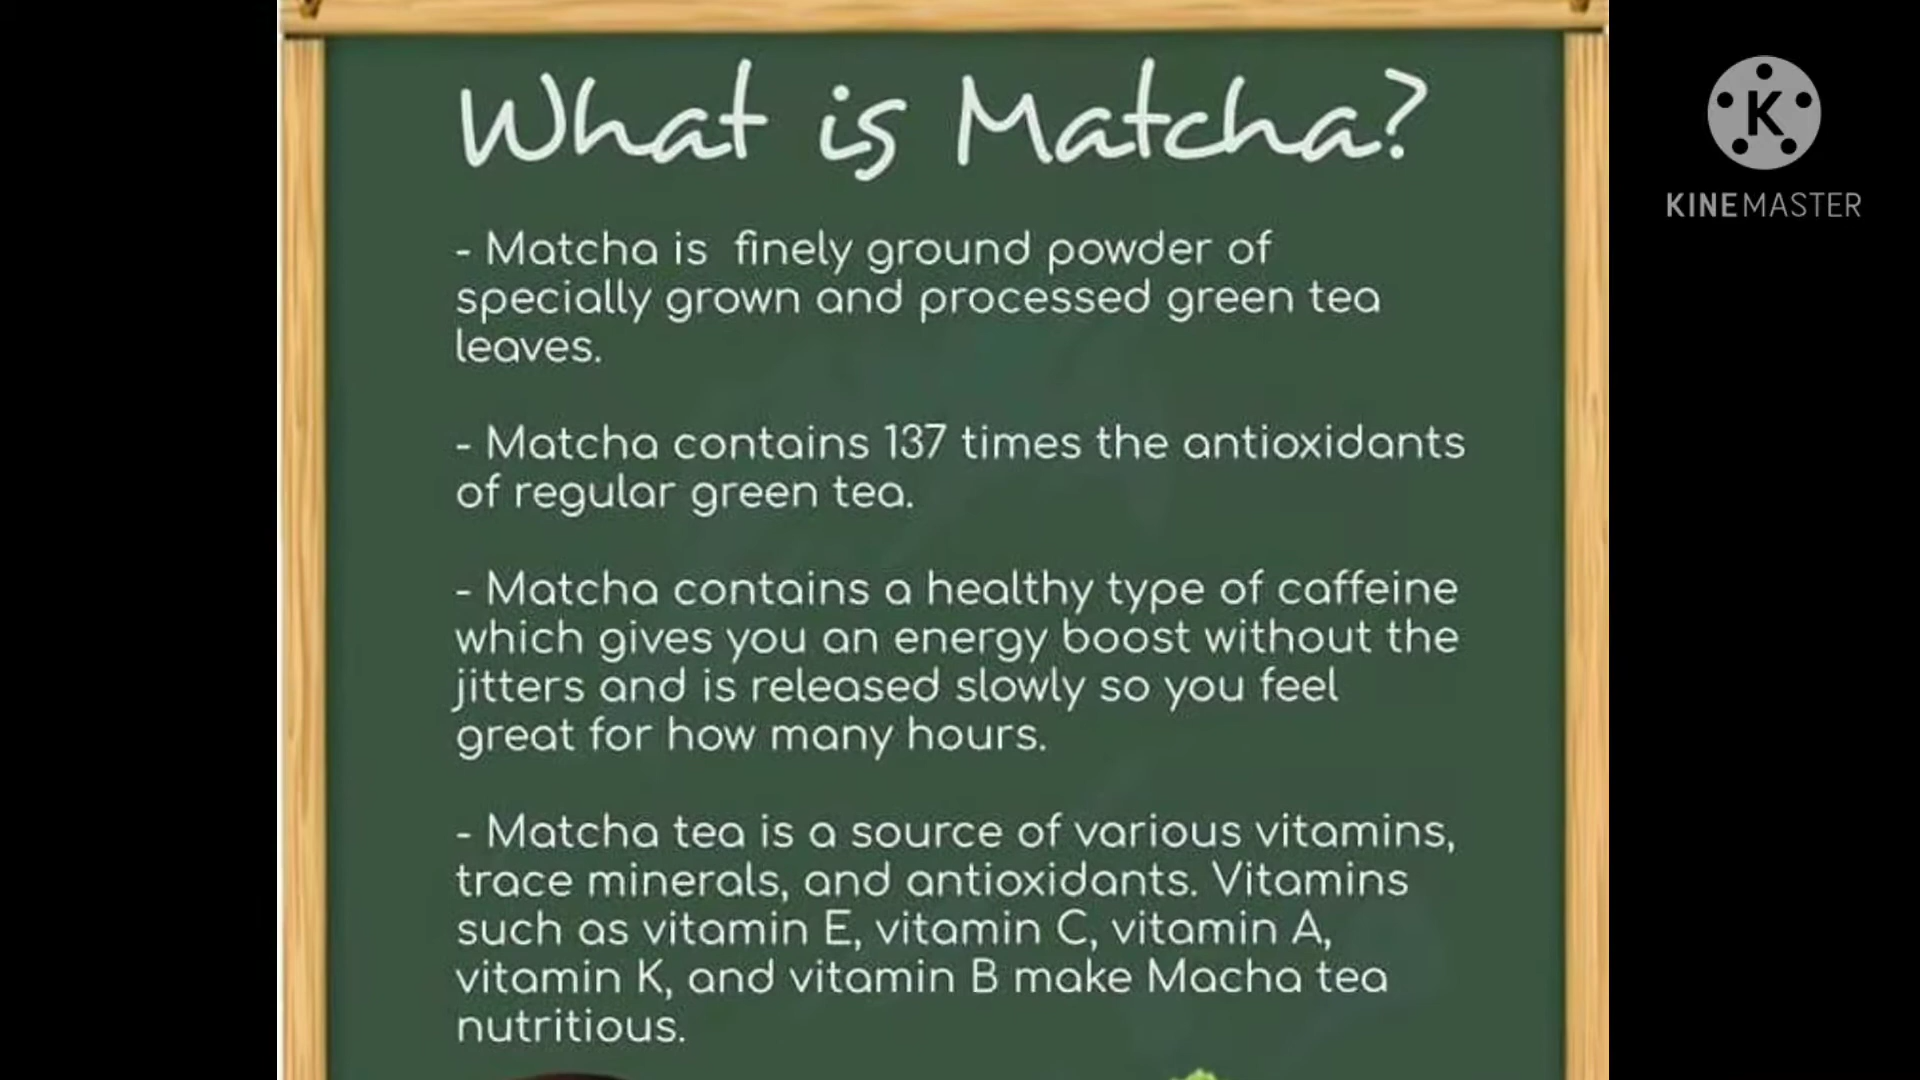 What is Matcha?
- Matcha is finely ground powder of
specially grown and processed green tea
leaves.
- Matcha contains 137 times the antioxidants
of regular green tea.
- Matcha contains a healthy type of caffeine
which gives you an energy boost without the
jitters and is released slowly so you feel
great for how many hours.
- Matcha tea is a source of various vitamins,
trace minerals, and antioxidants. Vitamins
such as vitamin E, vitamin C, vitamin A,
vitamin K, and vitamin B make Macha tea
nutritious.
K
KINEMASTER